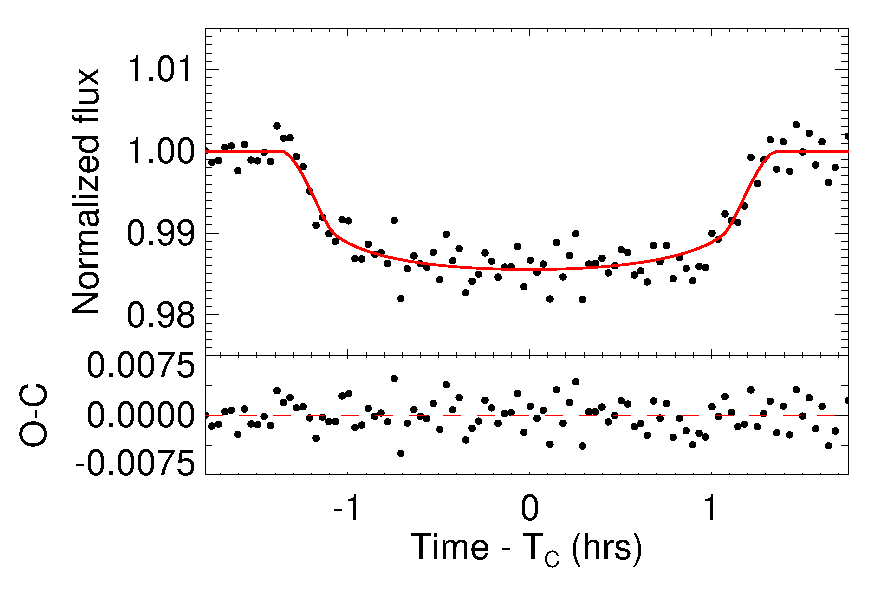 1.01
1.00
0.99
0.98
Normalized flux
0.0075
0.0000
-0.0075
O-C
-1 0 1
Time - T_C (hrs)